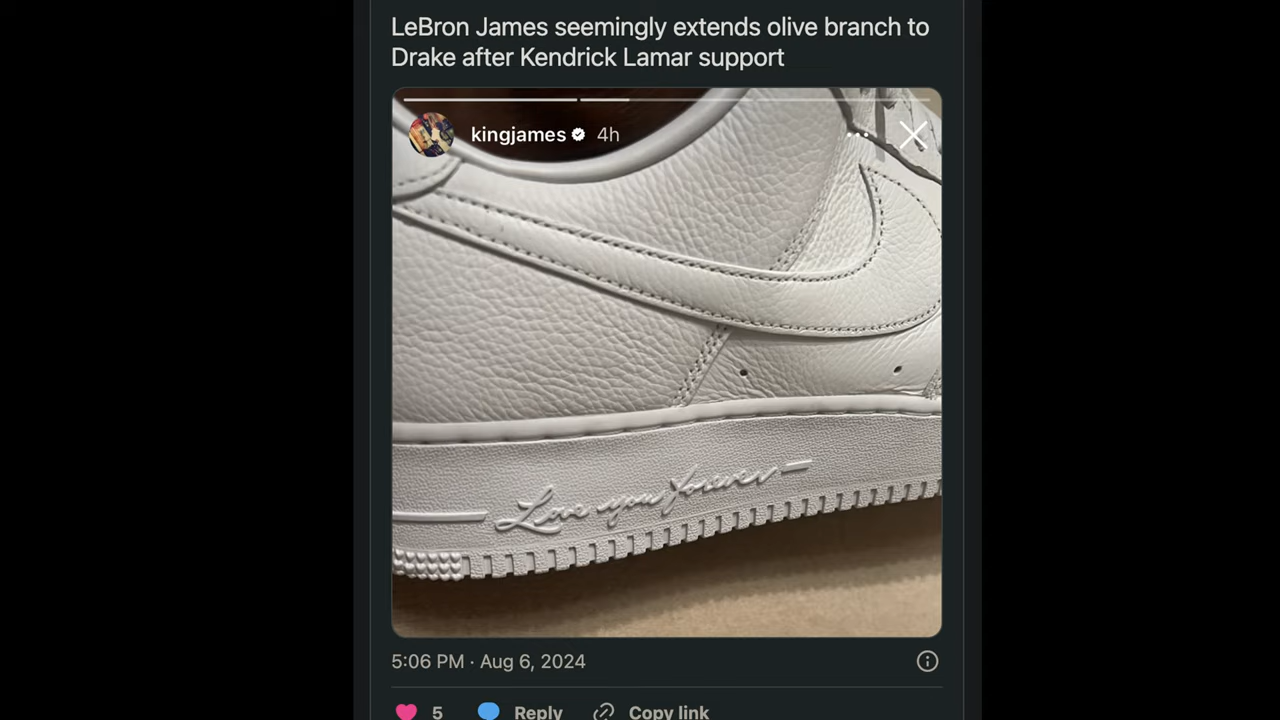 LeBron James seemingly extends olive branch to
Drake after Kendrick Lamar support
kingjames 4h
Love you forever
5:06 PM · Aug 6, 2024
5 Reply Copy link